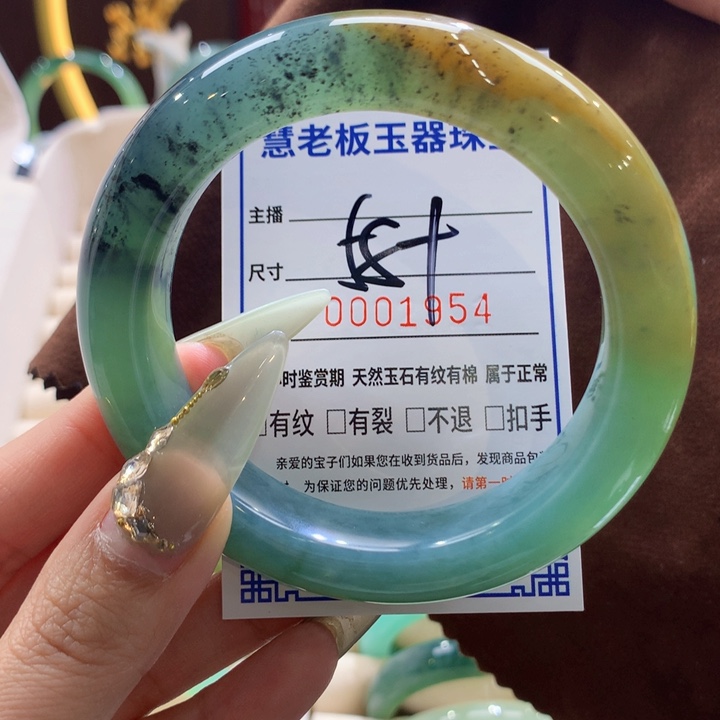 慧老板玉器珠
主播
尺寸
0001954
时鉴赏期 天然玉石有纹有棉 属于正常
□有纹 □有裂 □不退 □扣手
亲爱的宝子们如果您在收到货品后，发现商品包
为保证您的问题优先处理，请第一时